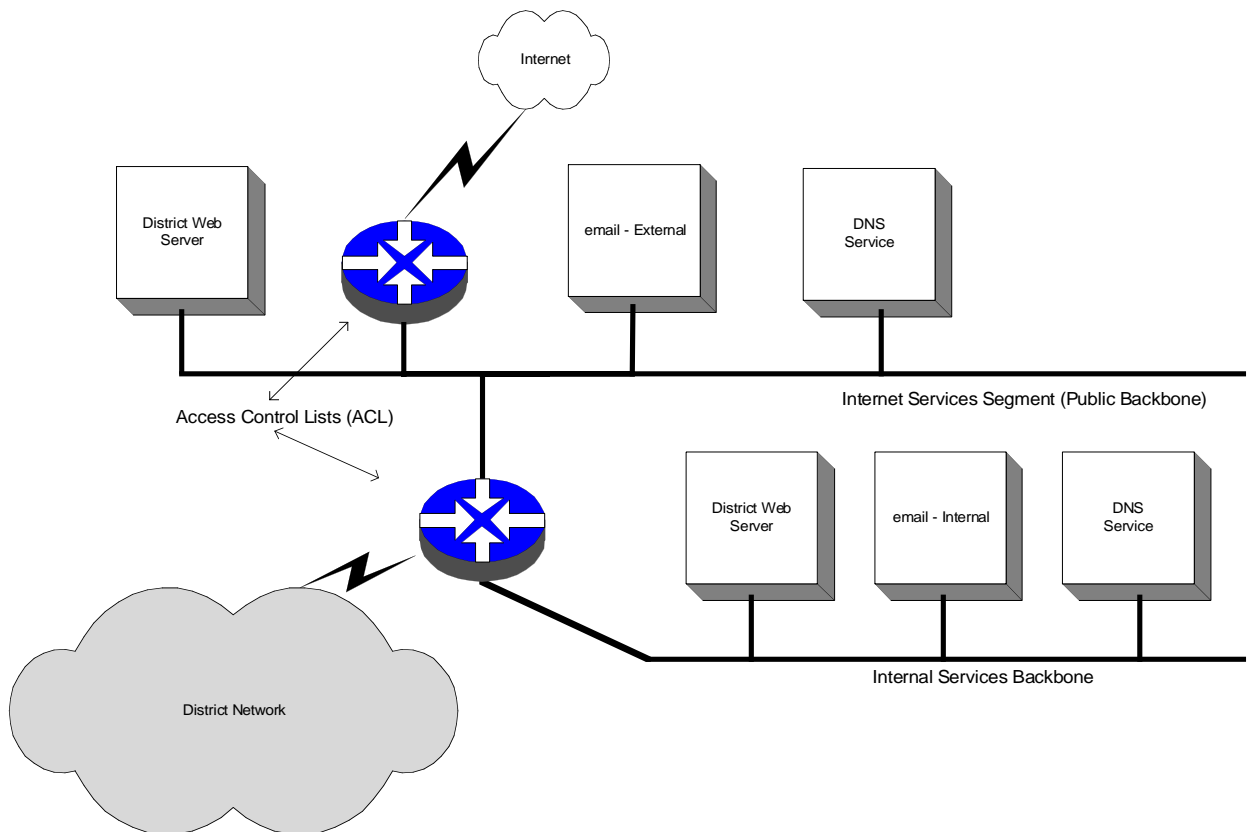 Internet
District Web
Server
email - External
DNS
Service
Internet Services Segment (Public Backbone)
Access Control Lists (ACL)
District Web
Server
email - Internal
DNS
Service
Internal Services Backbone
District Network